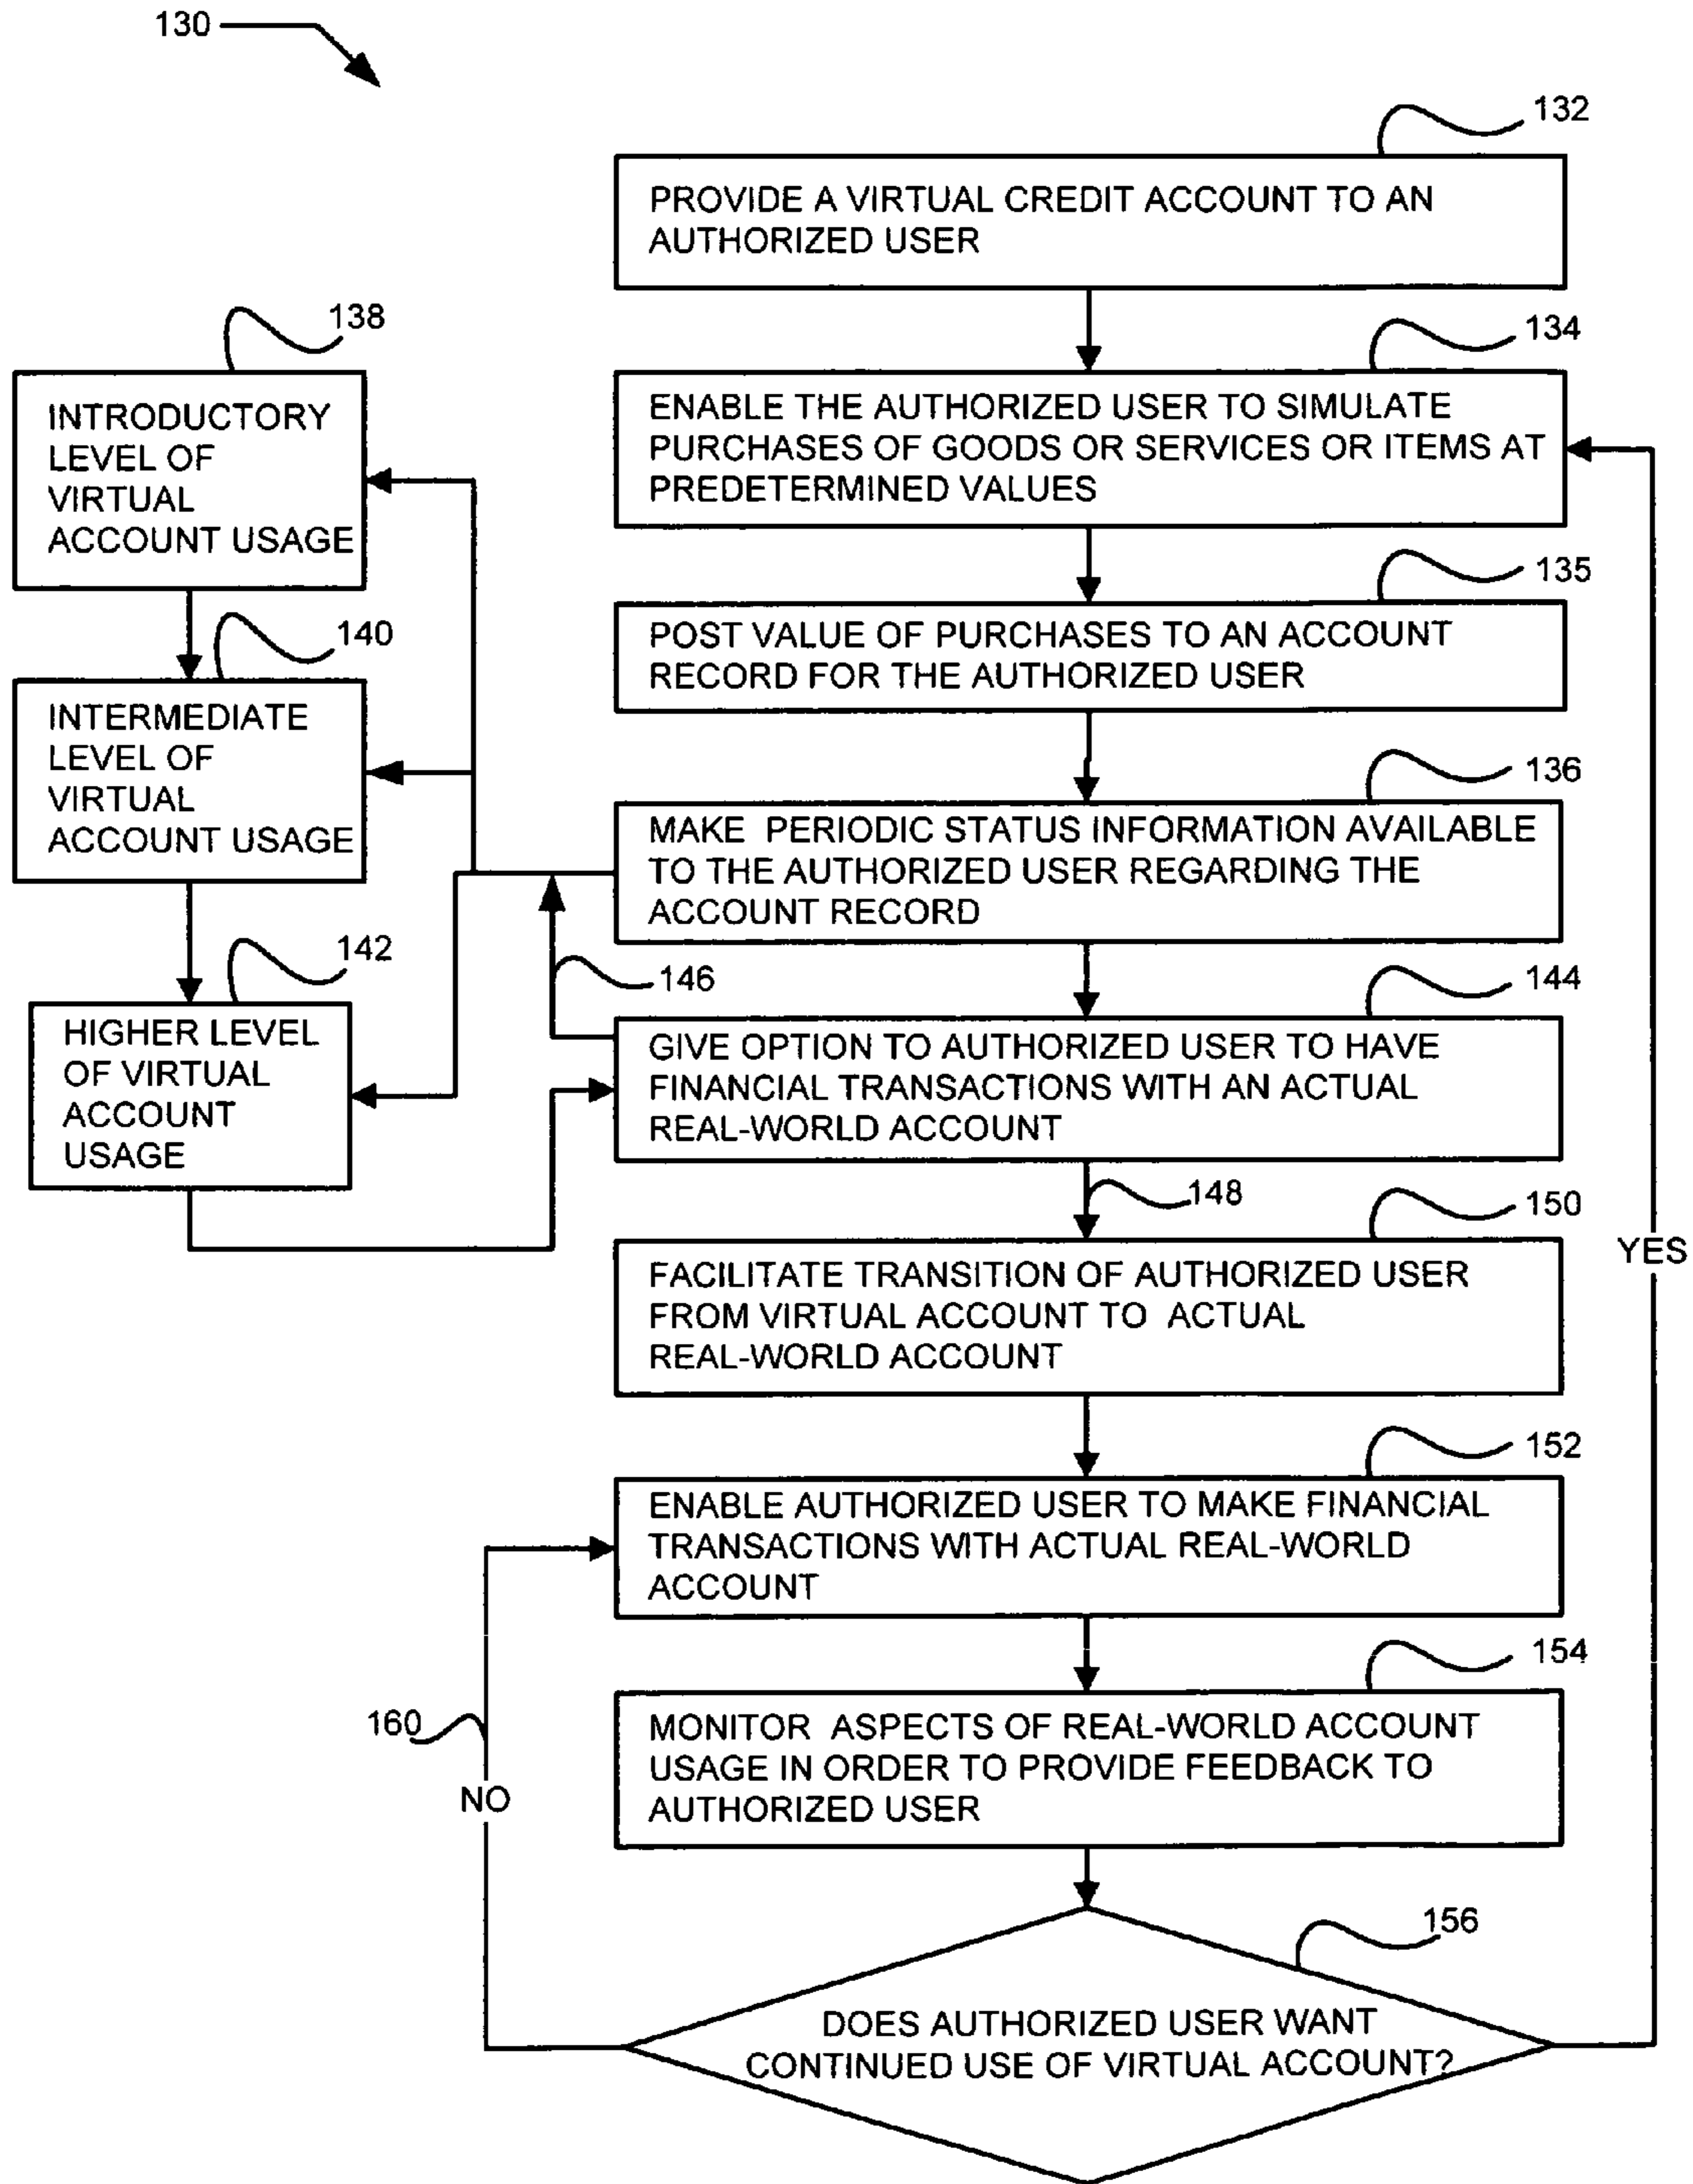 130
132
PROVIDE A VIRTUAL CREDIT ACCOUNT TO AN
AUTHORIZED USER
134
ENABLE THE AUTHORIZED USER TO SIMULATE
PURCHASES OF GOODS OR SERVICES OR ITEMS AT
PREDETERMINED VALUES
135
POST VALUE OF PURCHASES TO AN ACCOUNT
RECORD FOR THE AUTHORIZED USER
136
MAKE PERIODIC STATUS INFORMATION AVAILABLE
TO THE AUTHORIZED USER REGARDING THE
ACCOUNT RECORD
138
INTRODUCTORY
LEVEL OF
VIRTUAL
ACCOUNT USAGE
140
INTERMEDIATE
LEVEL OF
VIRTUAL
ACCOUNT USAGE
142
HIGHER LEVEL
OF VIRTUAL
ACCOUNT
USAGE
146
144
GIVE OPTION TO AUTHORIZED USER TO HAVE
FINANCIAL TRANSACTIONS WITH AN ACTUAL
REAL-WORLD ACCOUNT
148
150
FACILITATE TRANSITION OF AUTHORIZED USER
FROM VIRTUAL ACCOUNT TO ACTUAL
REAL-WORLD ACCOUNT
YES
152
ENABLE AUTHORIZED USER TO MAKE FINANCIAL
TRANSACTIONS WITH ACTUAL REAL-WORLD
ACCOUNT
154
MONITOR ASPECTS OF REAL-WORLD ACCOUNT
USAGE IN ORDER TO PROVIDE FEEDBACK TO
AUTHORIZED USER
160
NO
156
DOES AUTHORIZED USER WANT
CONTINUED USE OF VIRTUAL ACCOUNT?